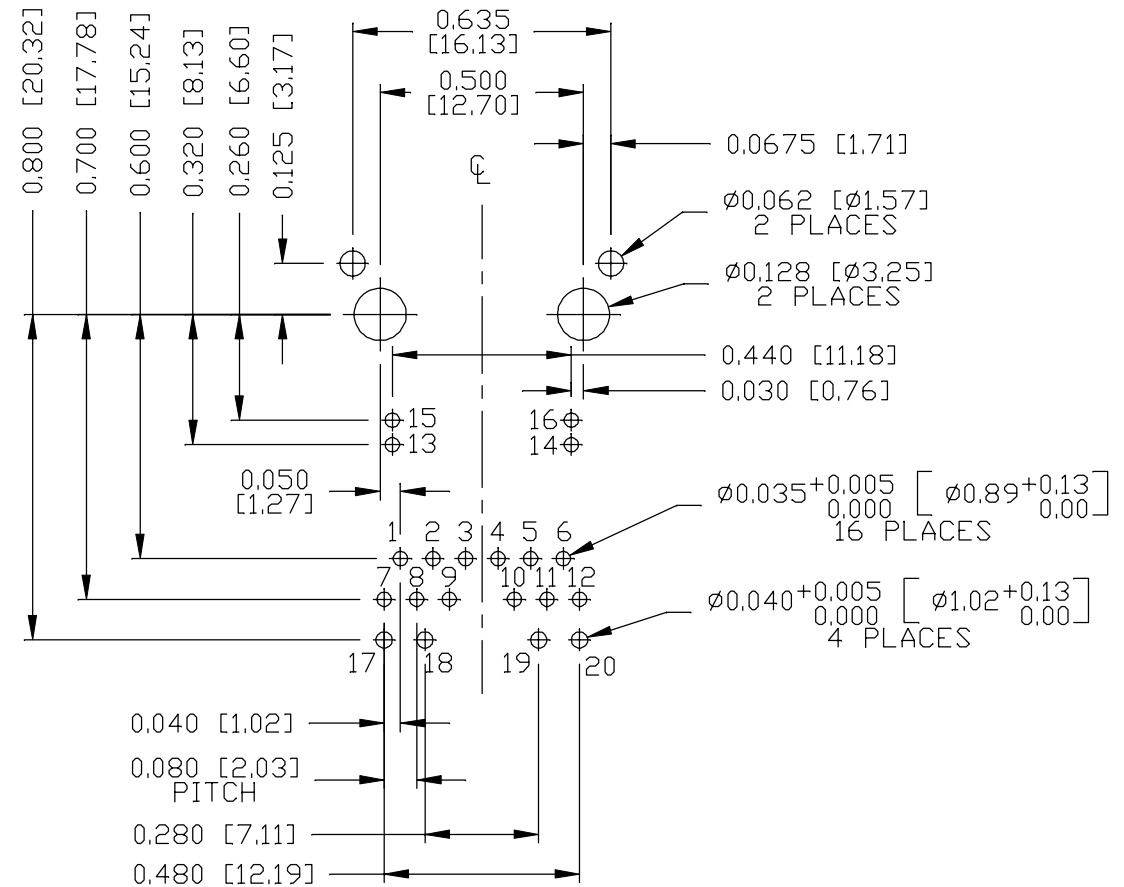 0,635
[16,13]
0,500
[12,70]
0,800 [20,32]
0,700 [17,78]
0,600 [15,24]
0,320 [8,13]
0,260 [6,60]
0,125 [3,17]
0,0675 [1,71]
℄
ø0,062 [ø1,57]
2 PLACES
ø0,128 [ø3,25]
2 PLACES
0,440 [11,18]
0,030 [0,76]
15 16
13 14
0,050
[1,27]
ø0,035+0,005 [ø0,89+0,13]
0,000 0,00
16 PLACES
1 2 3 4 5 6
7 8 9 10 11 12
ø0,040+0,005 [ø1,02+0,13]
0,000 0,00
4 PLACES
17 18 19 20
0,040 [1,02]
0,080 [2,03]
PITCH
0,280 [7,11]
0,480 [12,19]